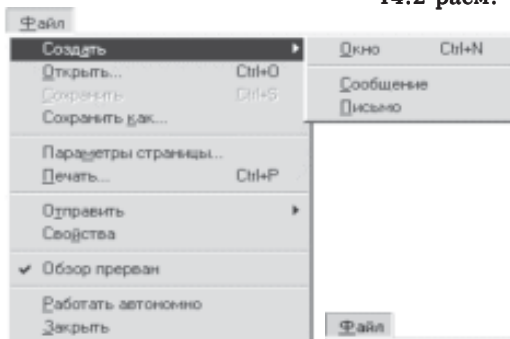 14.2 расм.
Файл
Создать
Открыть... Ctrl+O
Сохранить Ctrl+S
Сохранить как...
Параметры страницы...
Печать... Ctrl+P
Отправить
Свойства
Обзор прерван
Работать автономно
Закрыть
Окно Ctrl+N
Сообщение
Письмо
Файл